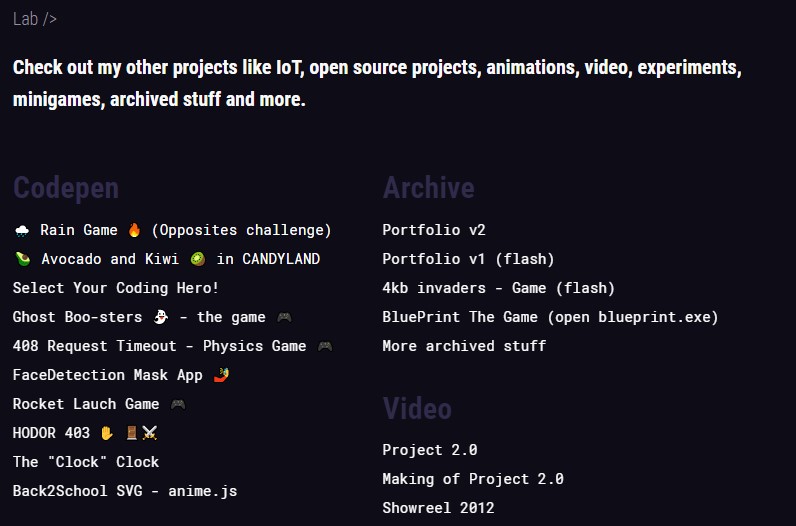 Lab />
Check out my other projects like IoT, open source projects, animations, video, experiments,
minigames, archived stuff and more.
Codepen
🌧️ Rain Game 🔥 (Opposites challenge)
🥑 Avocado and Kiwi 🥝 in CANDYLAND
Select Your Coding Hero!
Ghost Boo-sters 👻 - the game 🎮
408 Request Timeout - Physics Game 🎮
FaceDetection Mask App 🤳
Rocket Lauch Game 🎮
HODOR 403 ✋ 🚪⚔️
The "Clock" Clock
Back2School SVG - anime.js
Archive
Portfolio v2
Portfolio v1 (flash)
4kb invaders - Game (flash)
BluePrint The Game (open blueprint.exe)
More archived stuff
Video
Project 2.0
Making of Project 2.0
Showreel 2012